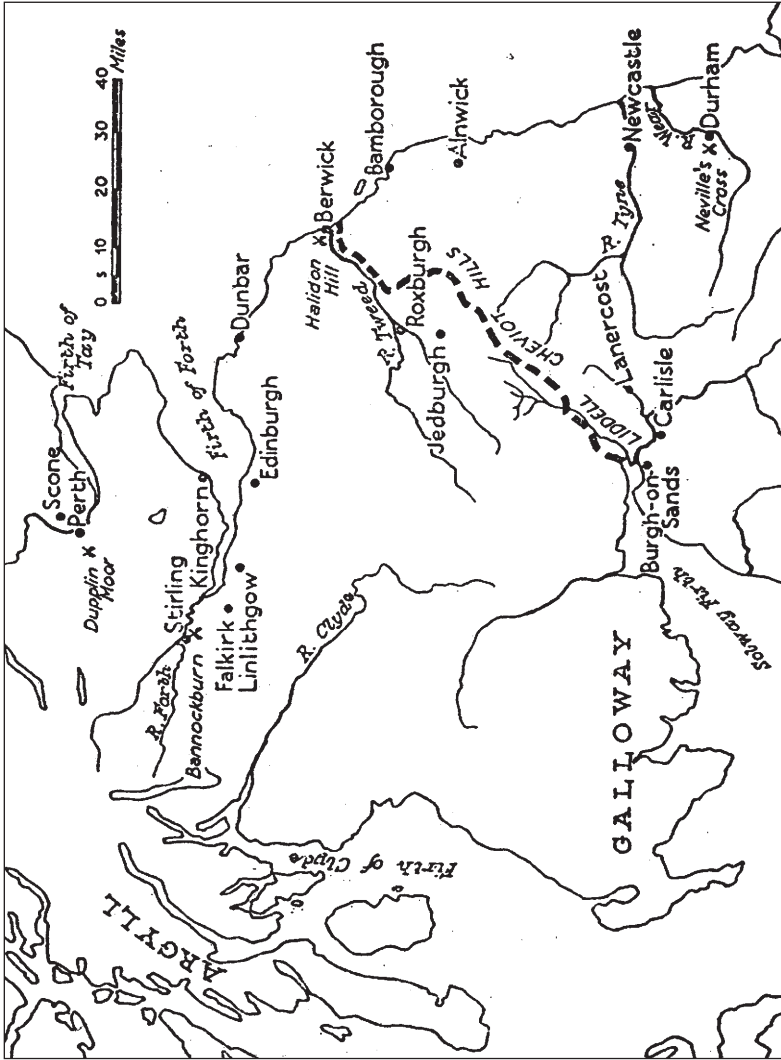 0 5 10 20 30 40
Miles
Firth of
Tay
Scone
Perth
Dupplin
Moor
Firth of Forth
Stirling
Kinghorn
Dunbar
Edinburgh
R. Forth
Bannockburn
Falkirk
Linlithgow
ARGYLL
Firth of Clyde
R. Clyde
Halidon
Hill
Berwick
Bamborough
R. Tweed
Roxburgh
Jedburgh
Alnwick
CHEVIOT HILLS
LIDDELL
GALLOWAY
Solway Firth
Burgh-on-
Sands
Carlisle
Lanercost
R. Tyne
Newcastle
R. Wear
Neville's
Cross
Durham